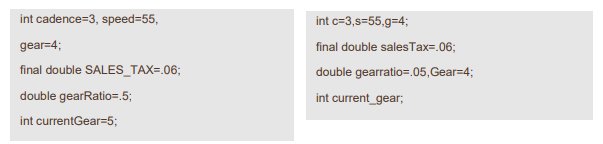 int cadence=3, speed=55,
gear=4;
final double SALES_TAX=.06;
double gearRatio=.5;
int currentGear=5;
int c=3,s=55,g=4;
final double salesTax=.06;
double gearratio=.05,Gear=4;
int current_gear;